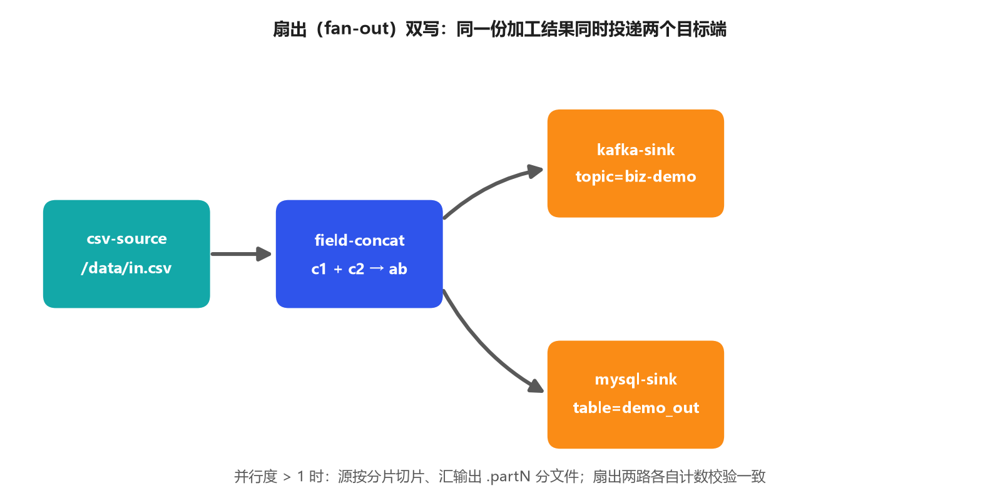 扇出（fan-out）双写：同一份加工结果同时投递两个目标端
kafka-sink
topic=biz-demo
csv-source
/data/in.csv
field-concat
c1 + c2 → ab
mysql-sink
table=demo_out
并行度 > 1 时：源按分片切片、汇输出 .partN 分文件；扇出两路各自计数校验一致